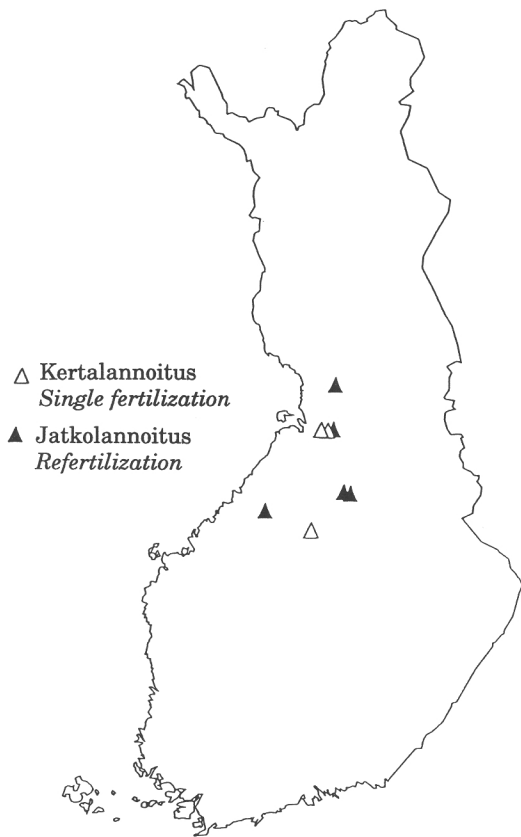 △ Kertalannoitus
Single fertilization
▲ Jatkolannoitus
Refertilization